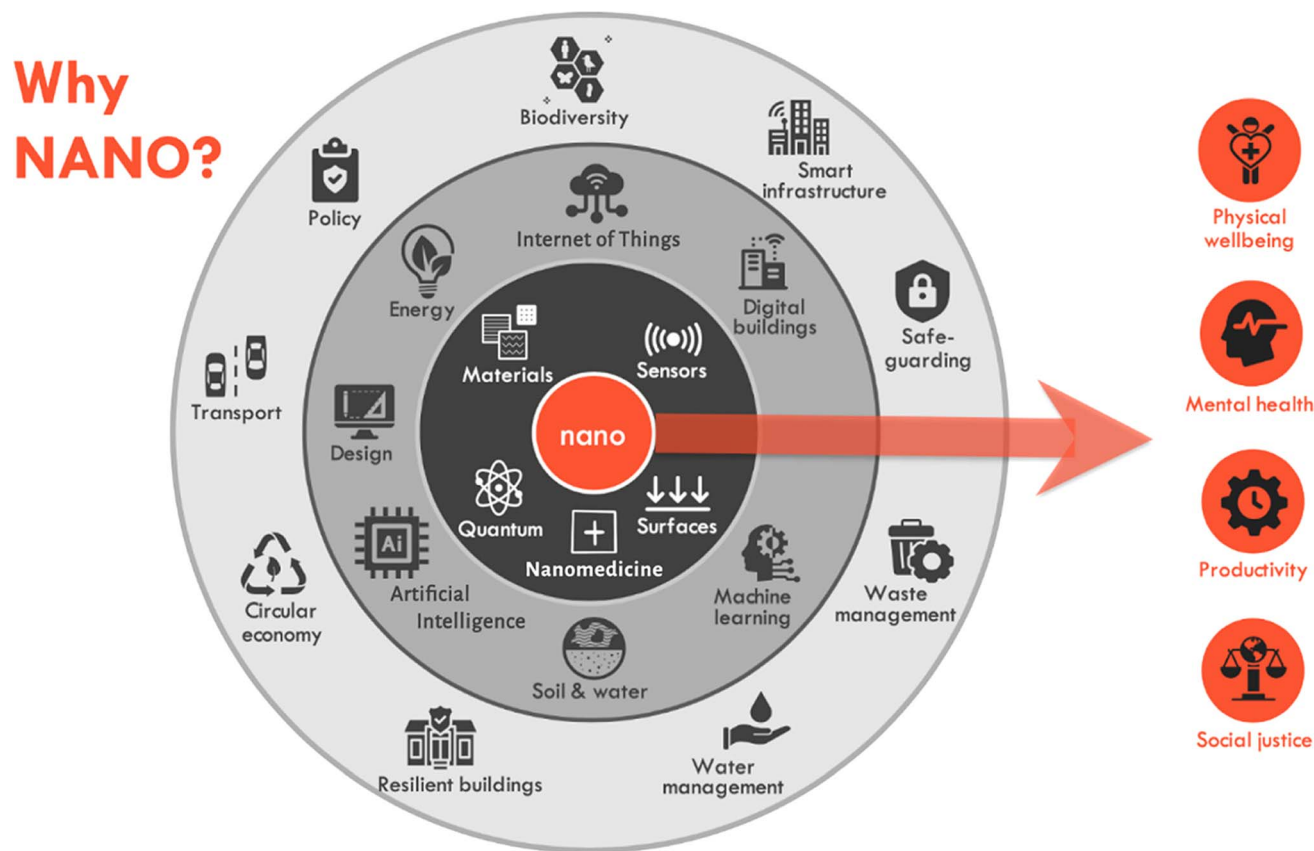 Why
NANO?
Biodiversity
Smart
infrastructure
Policy
Internet of Things
Energy
Digital
buildings
Safe-
guarding
Materials
Sensors
Transport
Design
nano
Quantum
Surfaces
Nanomedicine
Ai
Artificial
Intelligence
Machine
learning
Waste
management
Circular
economy
Soil & water
Resilient buildings
Water
management
Physical
wellbeing
Mental health
Productivity
Social justice